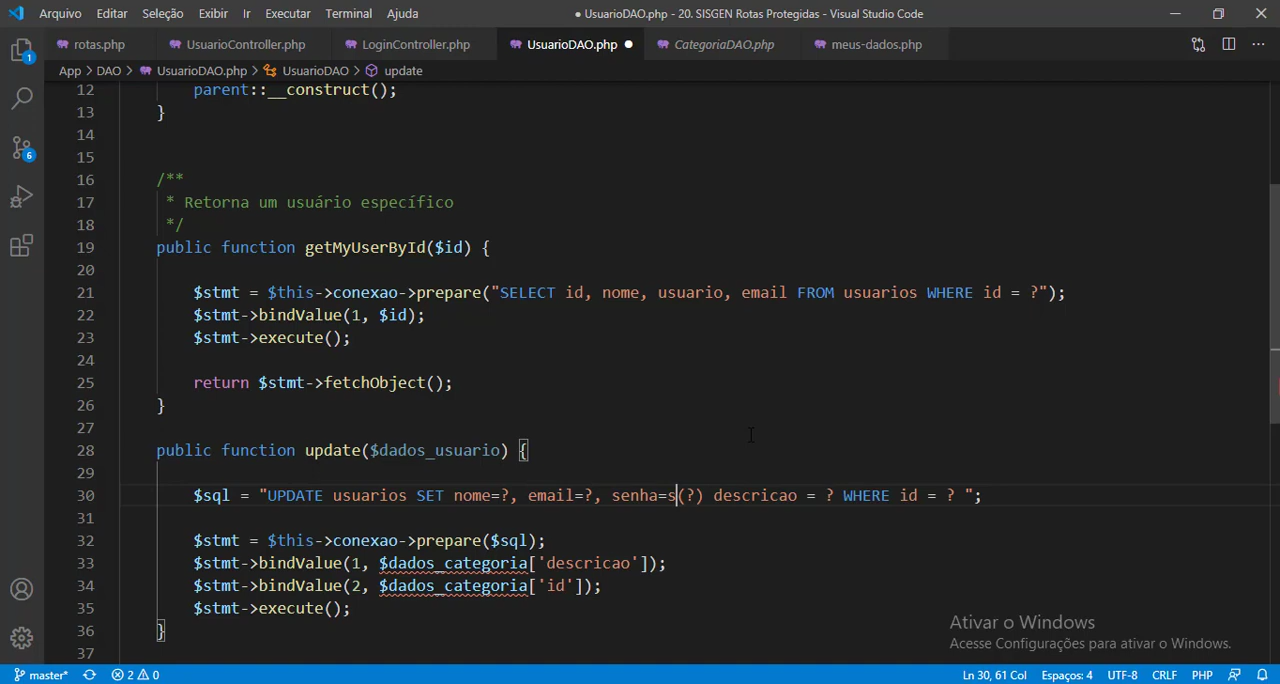 Arquivo Editar Seleção Exibir Ir Executar Terminal Ajuda ● UsuarioDAO.php - 20. SISGEN Rotas Protegidas - Visual Studio Code
rotas.php UsuarioController.php LoginController.php UsuarioDAO.php ● CategoriaDAO.php meus-dados.php
App > DAO > UsuarioDAO.php > UsuarioDAO > update
12 parent::__construct();
13 }
14
15
16 /**
17 * Retorna um usuário específico
18 */
19 public function getMyUserById($id) {
20
21 $stmt = $this->conexao->prepare("SELECT id, nome, usuario, email FROM usuarios WHERE id = ?");
22 $stmt->bindValue(1, $id);
23 $stmt->execute();
24
25 return $stmt->fetchObject();
26 }
27
28 public function update($dados_usuario) {
29
30 $sql = "UPDATE usuarios SET nome=?, email=?, senha=s(?) descricao = ? WHERE id = ? ";
31
32 $stmt = $this->conexao->prepare($sql);
33 $stmt->bindValue(1, $dados_categoria['descricao']);
34 $stmt->bindValue(2, $dados_categoria['id']);
35 $stmt->execute();
36 }
37
1
6
Ativar o Windows
Acesse Configurações para ativar o Windows.
master* 2 0 Ln 30, 61 Col Espaços: 4 UTF-8 CRLF PHP